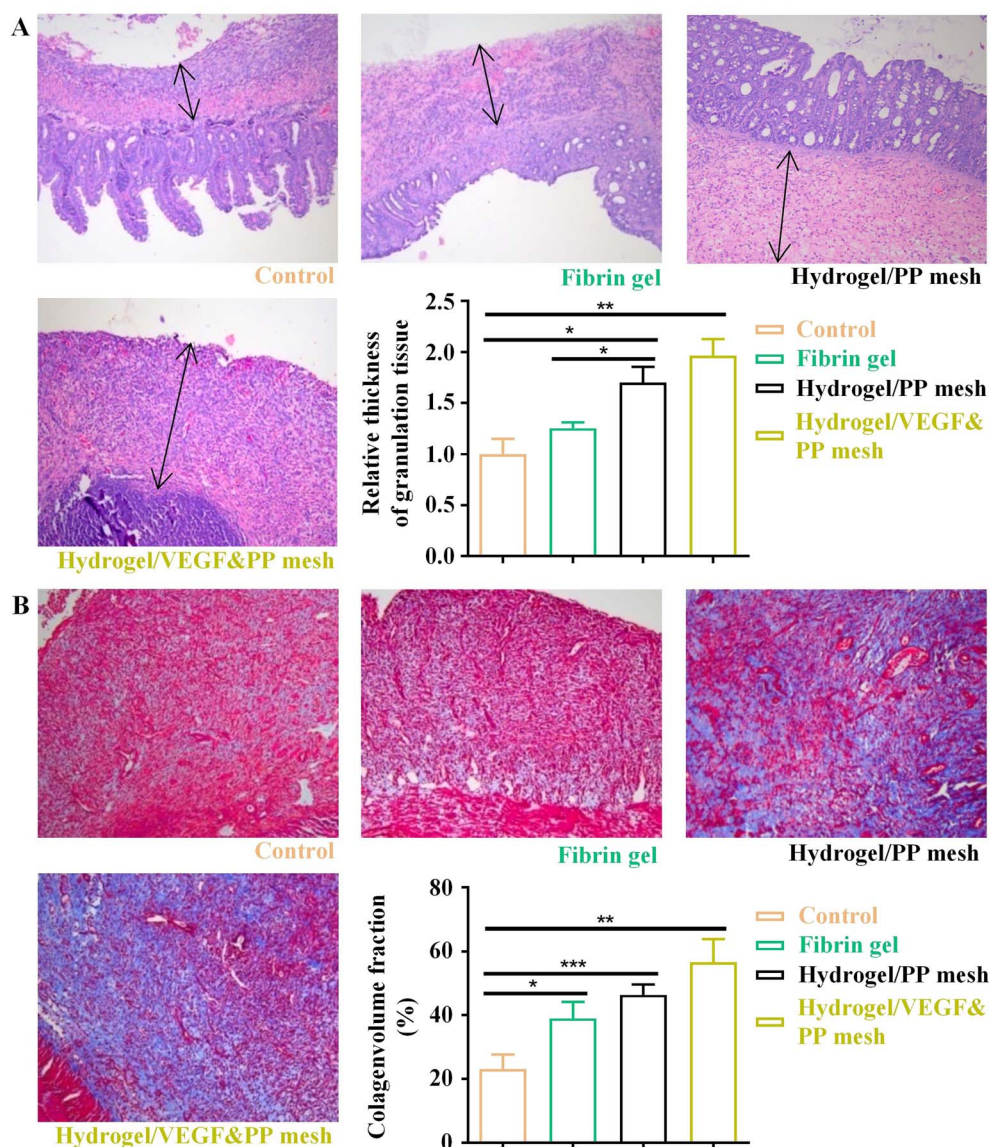 A
Control
Fibrin gel
Hydrogel/PP mesh
Hydrogel/VEGF&PP mesh
Relative thickness
of granulation tissue
2.5
2.0
1.5
1.0
0.5
0.0
**
*
*
Control
Fibrin gel
Hydrogel/PP mesh
Hydrogel/VEGF&
PP mesh
B
Control
Fibrin gel
Hydrogel/PP mesh
Hydrogel/VEGF&PP mesh
Colagenvolume fraction
(%)
80
60
40
20
0
**
***
*
Control
Fibrin gel
Hydrogel/PP mesh
Hydrogel/VEGF&
PP mesh